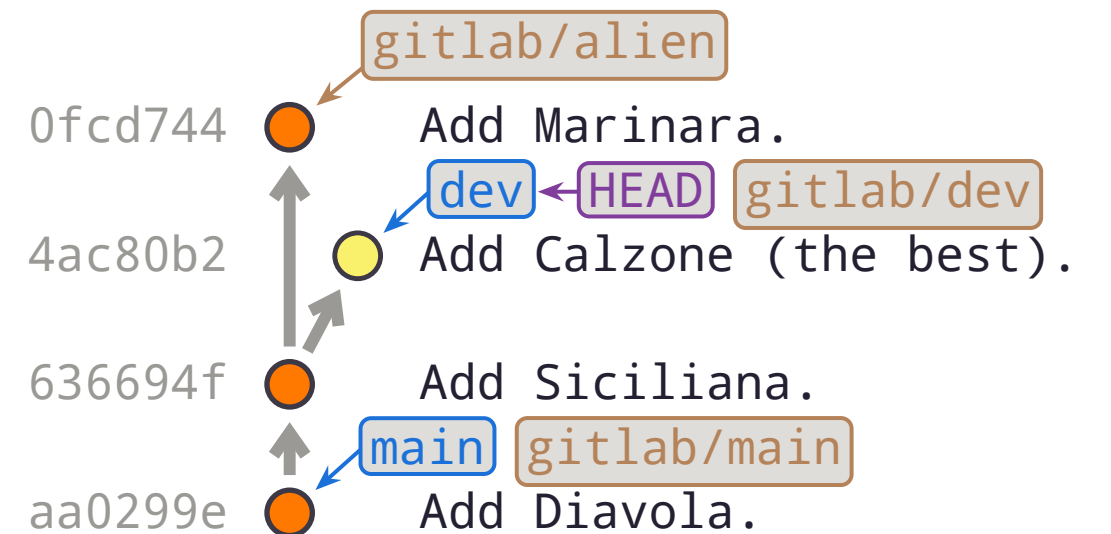 gitlab/alien
0fcd744 Add Marinara.
dev HEAD gitlab/dev
4ac80b2 Add Calzone (the best).
636694f Add Siciliana.
main gitlab/main
aa0299e Add Diavola.